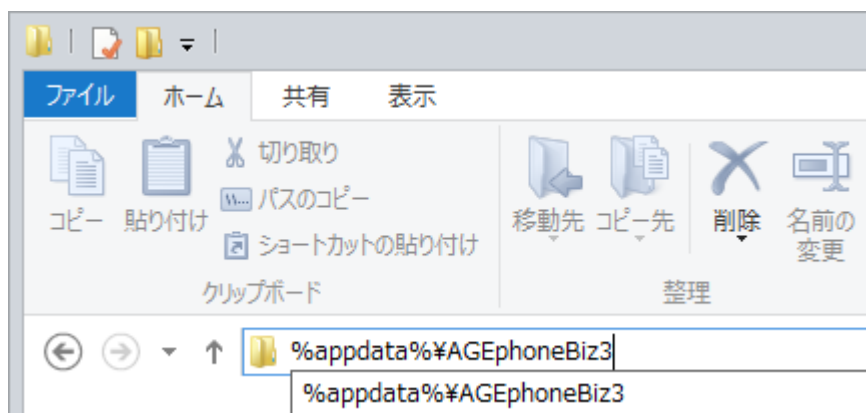 ファイル ホーム 共有 表示
コピー 貼り付け 切り取り
パスのコピー
ショートカットの貼り付け
クリップボード
移動先 コピー先 削除 名前の
変更
整理
%appdata%¥AGEphoneBiz3
%appdata%¥AGEphoneBiz3